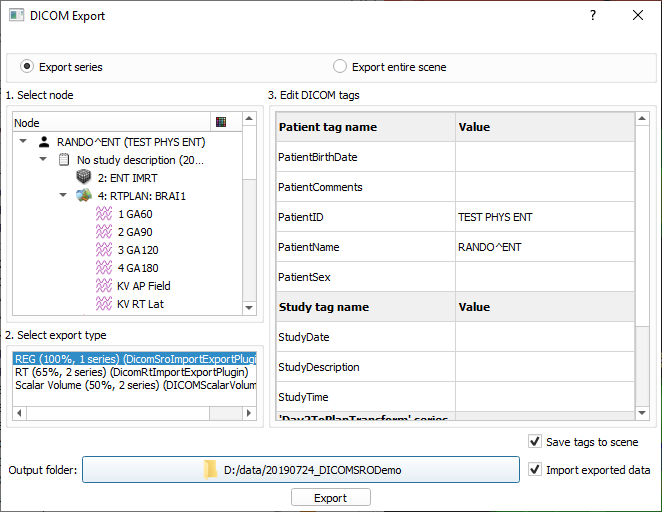 DICOM Export
?
Export series
Export entire scene
1. Select node
Node
RANDO^ENT (TEST PHYS ENT)
No study description (20...
2: ENT IMRT
4: RTPLAN: BRAI1
1 GA60
2 GA90
3 GA120
4 GA180
KV AP Field
KV RT Lat
2. Select export type
REG (100%, 1 series) (DicomSroImportExportPlugi
RT (65%, 2 series) (DicomRtImportExportPlugin)
Scalar Volume (50%, 2 series) (DICOMScalarVolum
3. Edit DICOM tags
Patient tag name Value
PatientBirthDate
PatientComments
PatientID TEST PHYS ENT
PatientName RANDO^ENT
PatientSex
Study tag name Value
StudyDate
StudyDescription
StudyTime
'Day2ToPlanTransform' series
Save tags to scene
Output folder: D:/data/20190724_DICOMSRODemo
Import exported data
Export